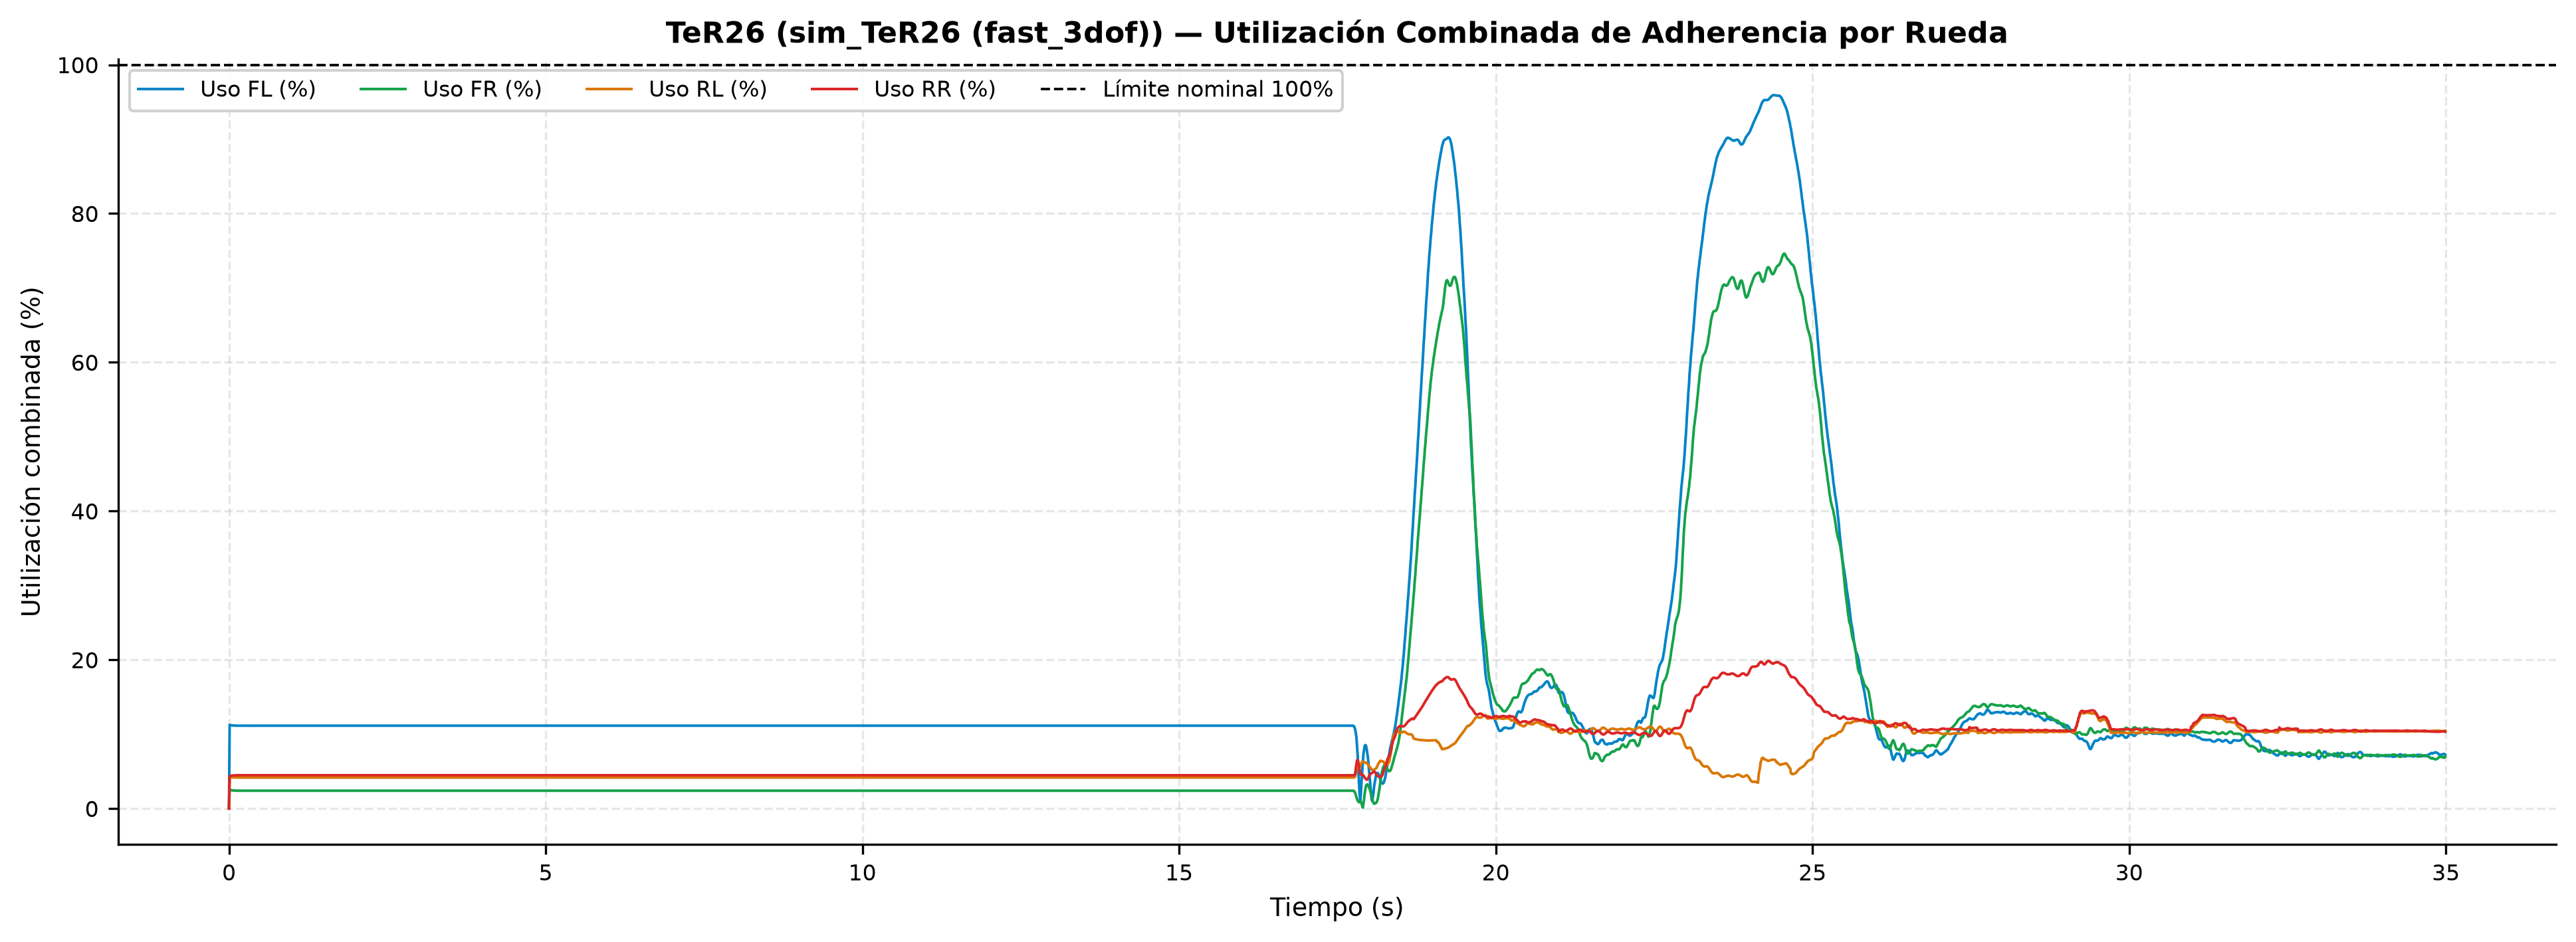 TeR26 (sim_TeR26 (fast_3dof)) — Utilización Combinada de Adherencia por Rueda
Uso FL (%) Uso FR (%) Uso RL (%) Uso RR (%) Límite nominal 100%
Utilización combinada (%)
100
80
60
40
20
0
0 5 10 15 20 25 30 35
Tiempo (s)